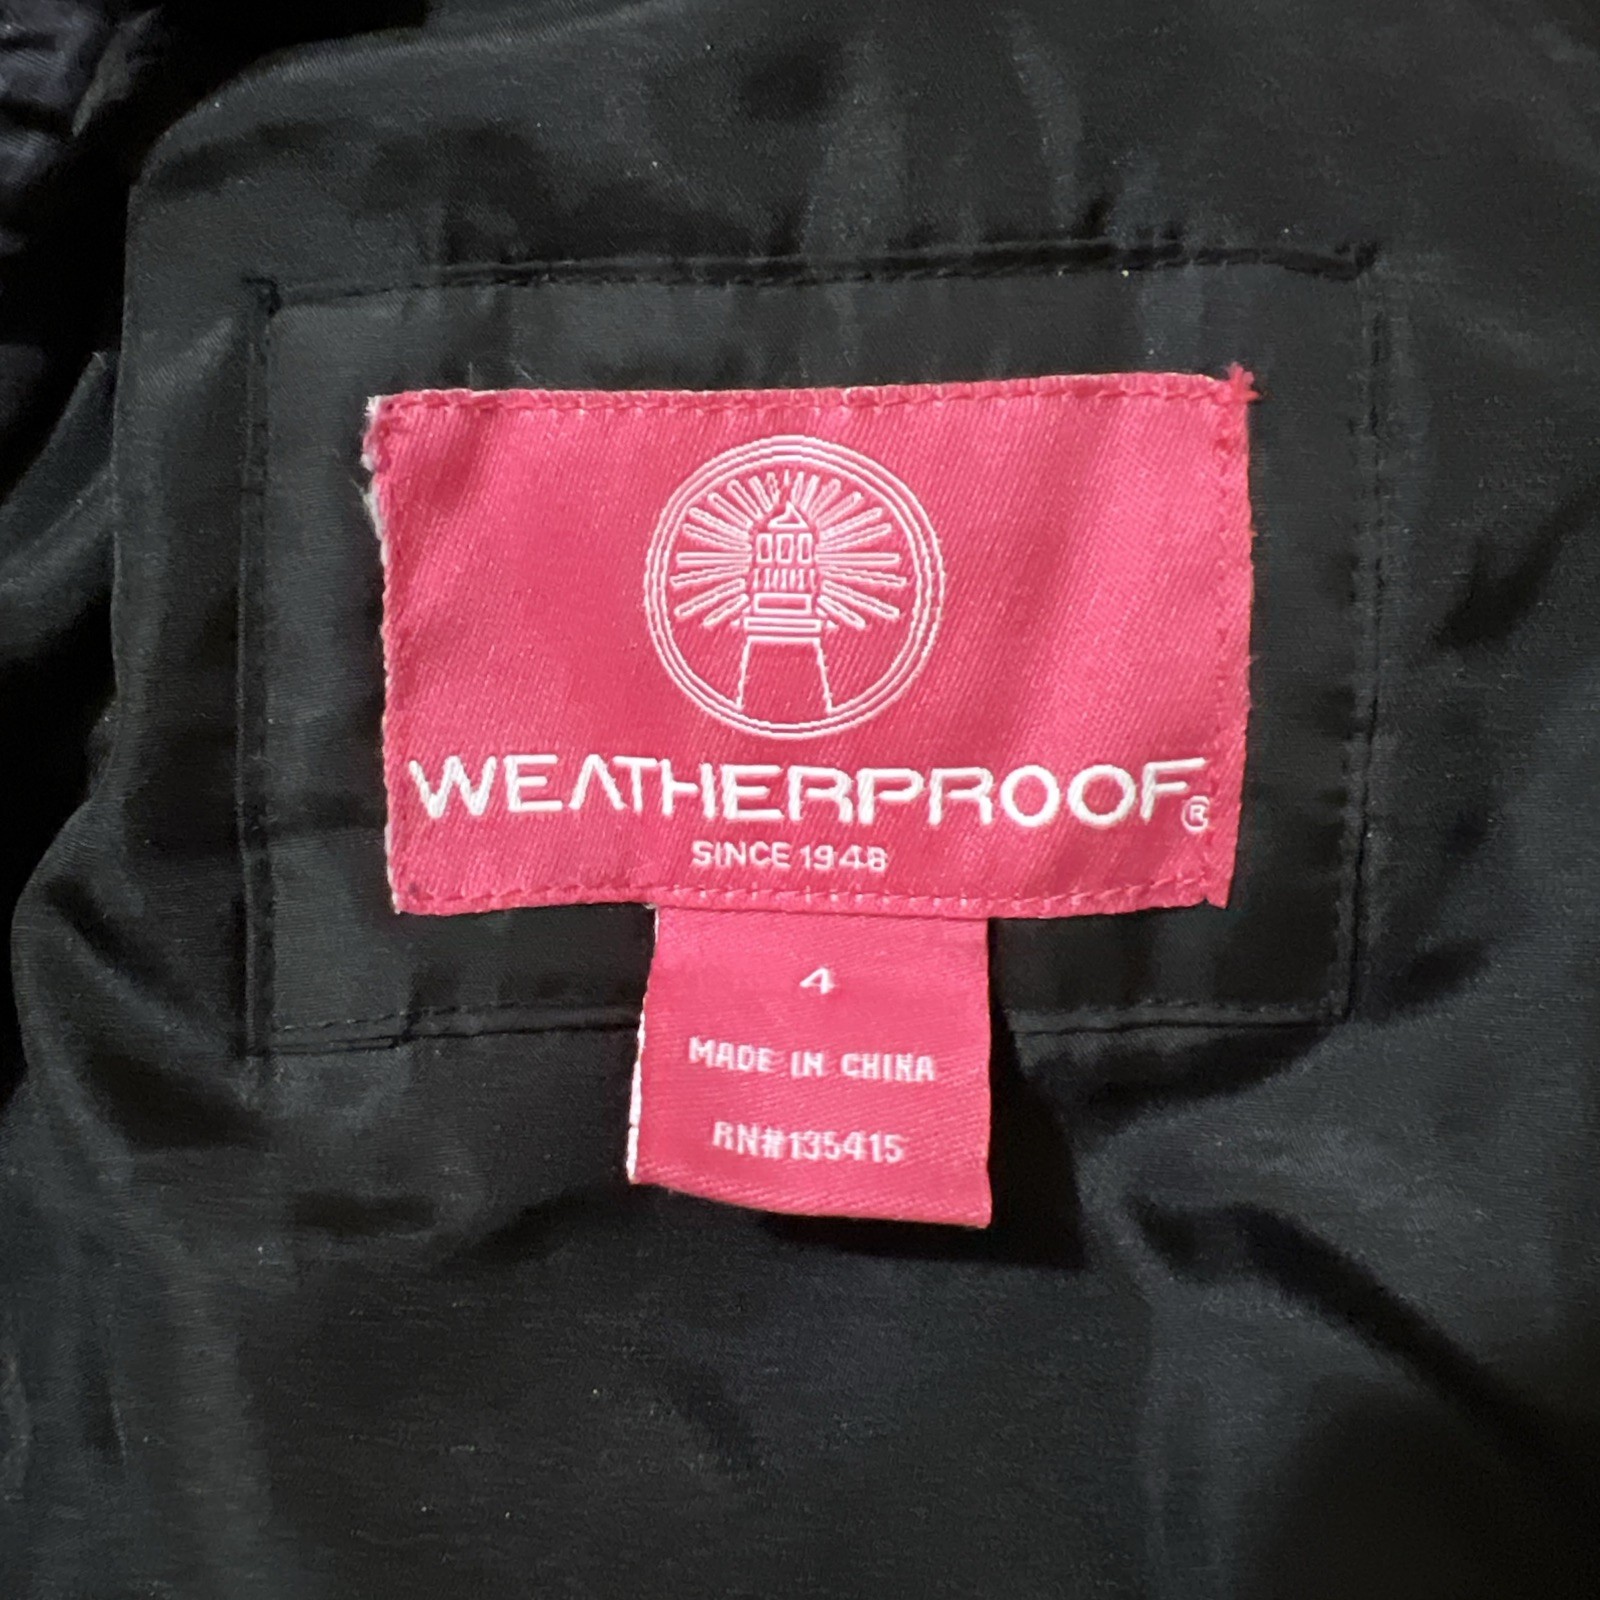 WEATHERPROOF®
SINCE 1948
4
MADE IN CHINA
RN#135415